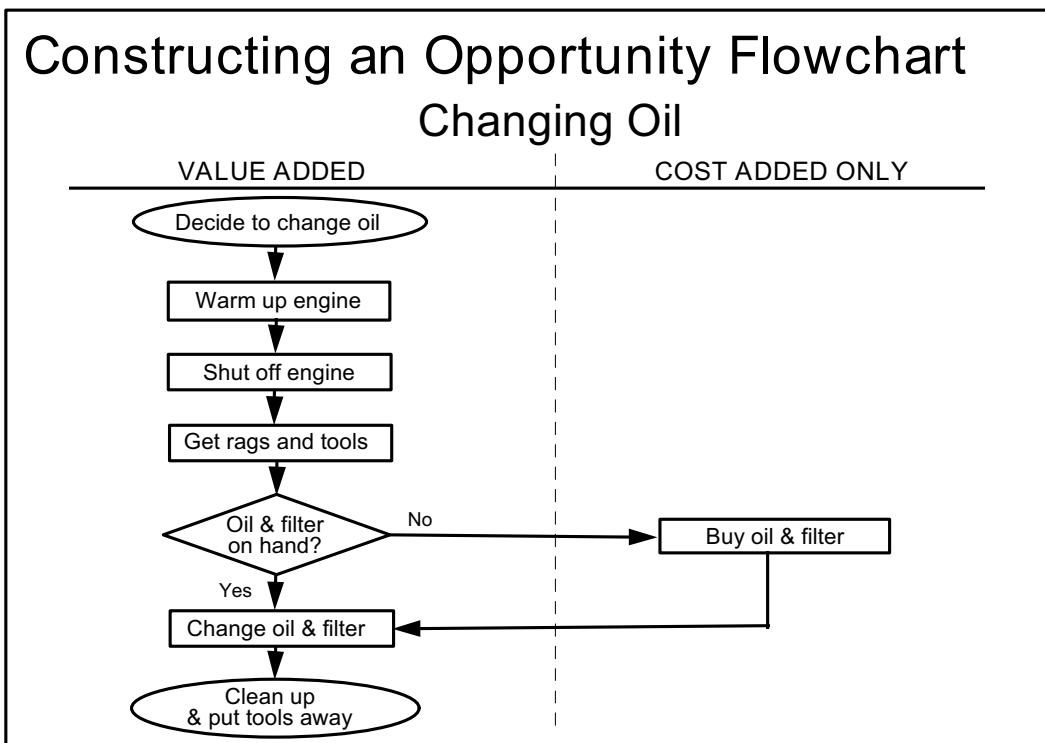 Constructing an Opportunity Flowchart
Changing Oil
VALUE ADDED
COST ADDED ONLY
Decide to change oil
Warm up engine
Shut off engine
Get rags and tools
Oil & filter
on hand?
No
Buy oil & filter
Yes
Change oil & filter
Clean up
& put tools away